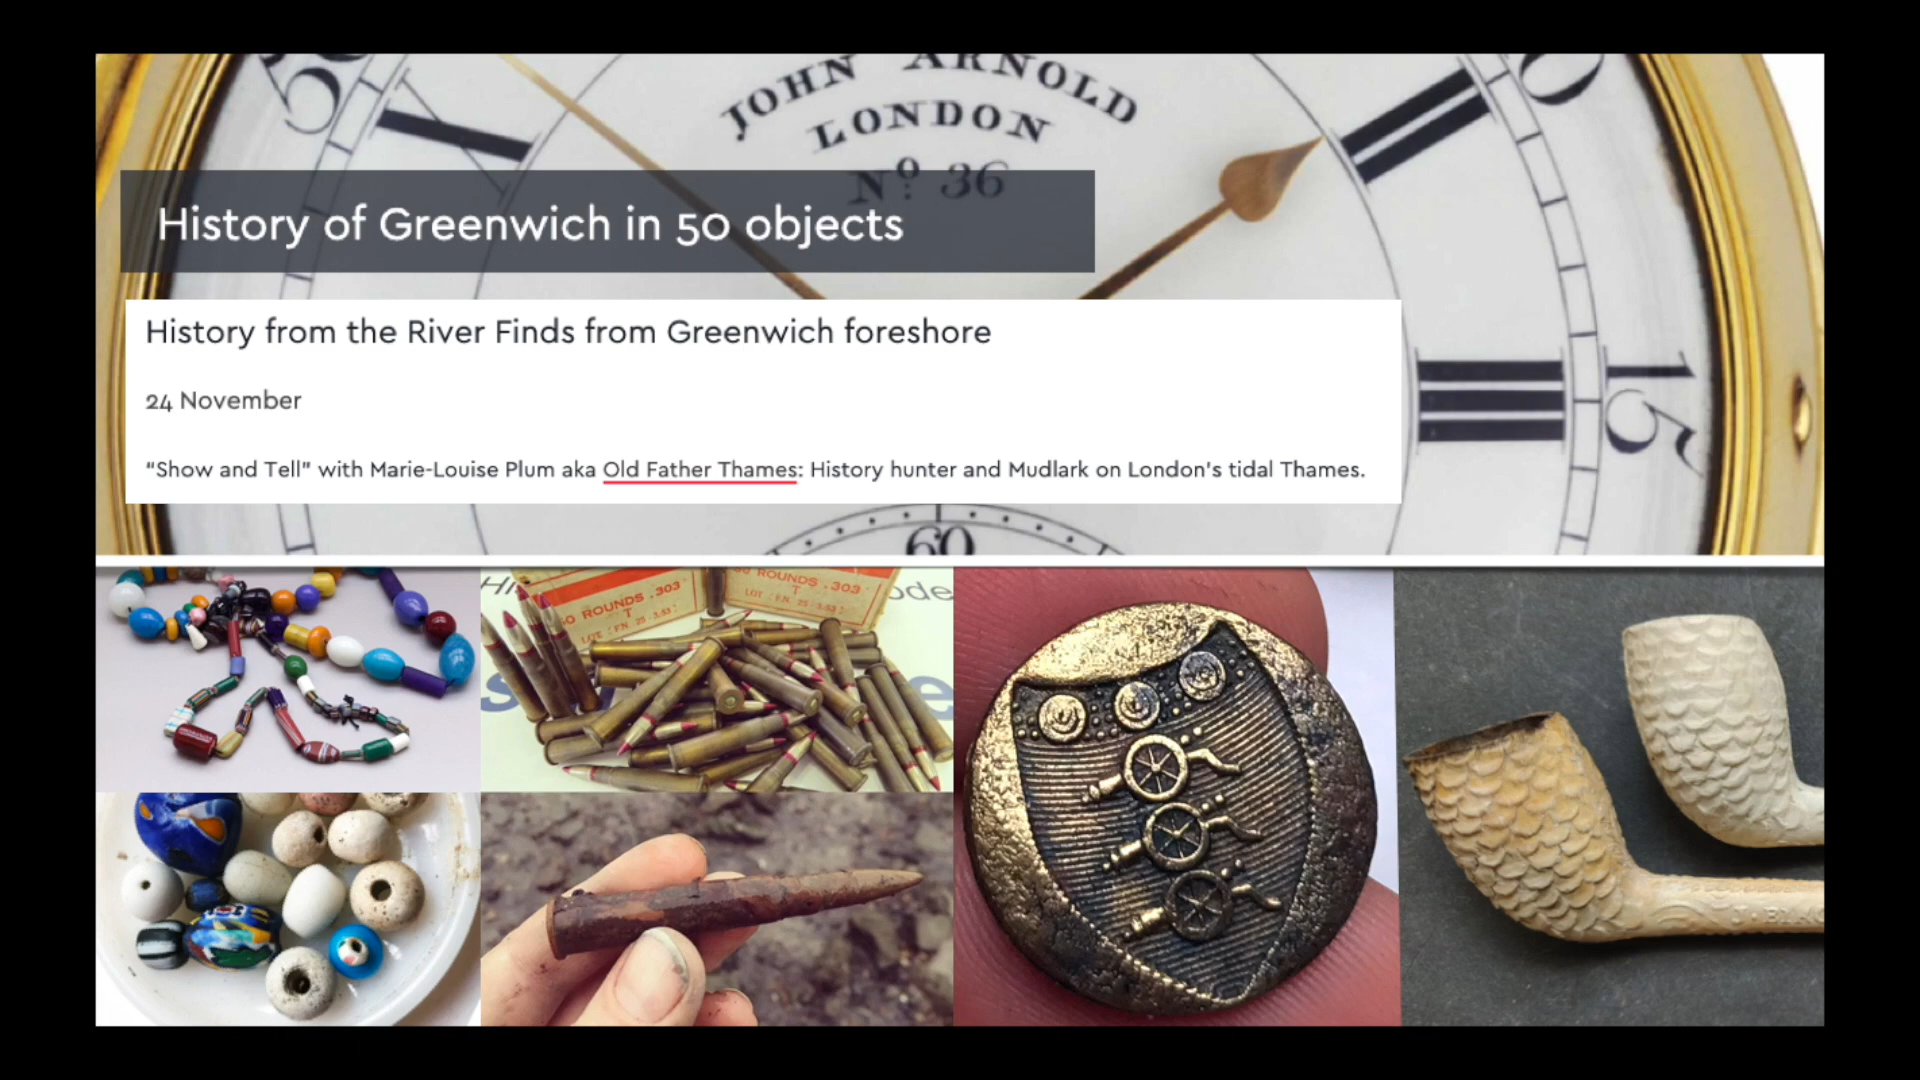 50
JOHN ARNOLD
LONDON
Nº 36
History of Greenwich in 50 objects
History from the River Finds from Greenwich foreshore
24 November
15
“Show and Tell” with Marie-Louise Plum aka Old Father Thames: History hunter and Mudlark on London’s tidal Thames.
60
ROUNDS .303
T
ROUNDS .303
T